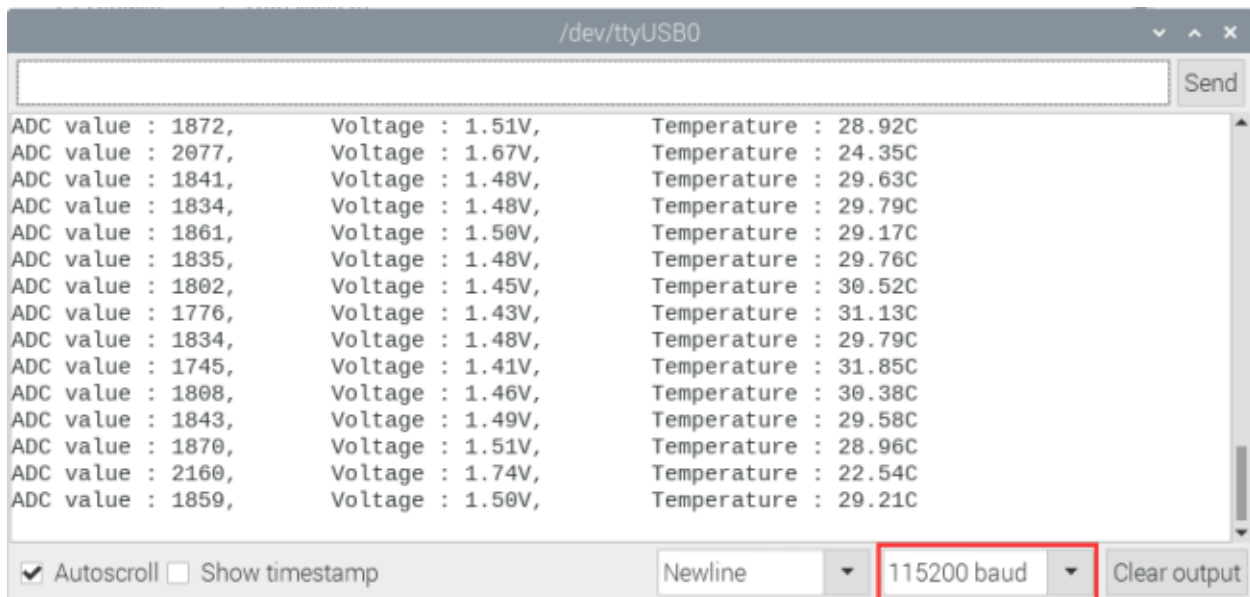 /dev/ttyUSB0
Send
ADC value : 1872, Voltage : 1.51V, Temperature : 28.92C
ADC value : 2077, Voltage : 1.67V, Temperature : 24.35C
ADC value : 1841, Voltage : 1.48V, Temperature : 29.63C
ADC value : 1834, Voltage : 1.48V, Temperature : 29.79C
ADC value : 1861, Voltage : 1.50V, Temperature : 29.17C
ADC value : 1835, Voltage : 1.48V, Temperature : 29.76C
ADC value : 1802, Voltage : 1.45V, Temperature : 30.52C
ADC value : 1776, Voltage : 1.43V, Temperature : 31.13C
ADC value : 1834, Voltage : 1.48V, Temperature : 29.79C
ADC value : 1745, Voltage : 1.41V, Temperature : 31.85C
ADC value : 1808, Voltage : 1.46V, Temperature : 30.38C
ADC value : 1843, Voltage : 1.49V, Temperature : 29.58C
ADC value : 1870, Voltage : 1.51V, Temperature : 28.96C
ADC value : 2160, Voltage : 1.74V, Temperature : 22.54C
ADC value : 1859, Voltage : 1.50V, Temperature : 29.21C
Autoscroll Show timestamp Newline 115200 baud Clear output